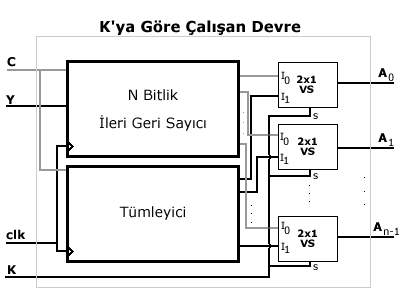 K'ya Göre Çalışan Devre
C
Y
clk
K
N Bitlik
İleri Geri Sayıcı
Tümleyici
I0
I1
2x1
VS
s
A0
I0
I1
2x1
VS
s
A1
I0
I1
2x1
VS
s
An-1